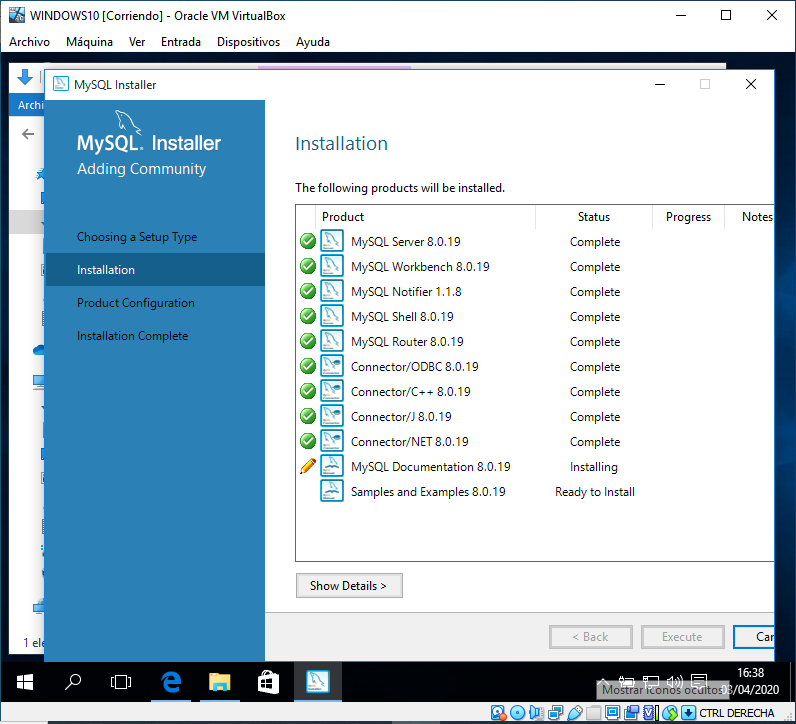 WINDOWS10 [Corriendo] - Oracle VM VirtualBox
Archivo Máquina Ver Entrada Dispositivos Ayuda
Archi
MySQL Installer
MySQL. Installer
Adding Community
Choosing a Setup Type
Installation
Product Configuration
Installation Complete
Installation
The following products will be installed.
Product Status Progress Notes
MySQL Server 8.0.19 Complete
MySQL Workbench 8.0.19 Complete
MySQL Notifier 1.1.8 Complete
MySQL Shell 8.0.19 Complete
MySQL Router 8.0.19 Complete
Connector/ODBC 8.0.19 Complete
Connector/C++ 8.0.19 Complete
Connector/J 8.0.19 Complete
Connector/NET 8.0.19 Complete
MySQL Documentation 8.0.19 Installing
Samples and Examples 8.0.19 Ready to Install
Show Details >
< Back Execute Can
1 ele
16:38
Mostrar iconos ocultos
03/04/2020
CTRL DERECHA